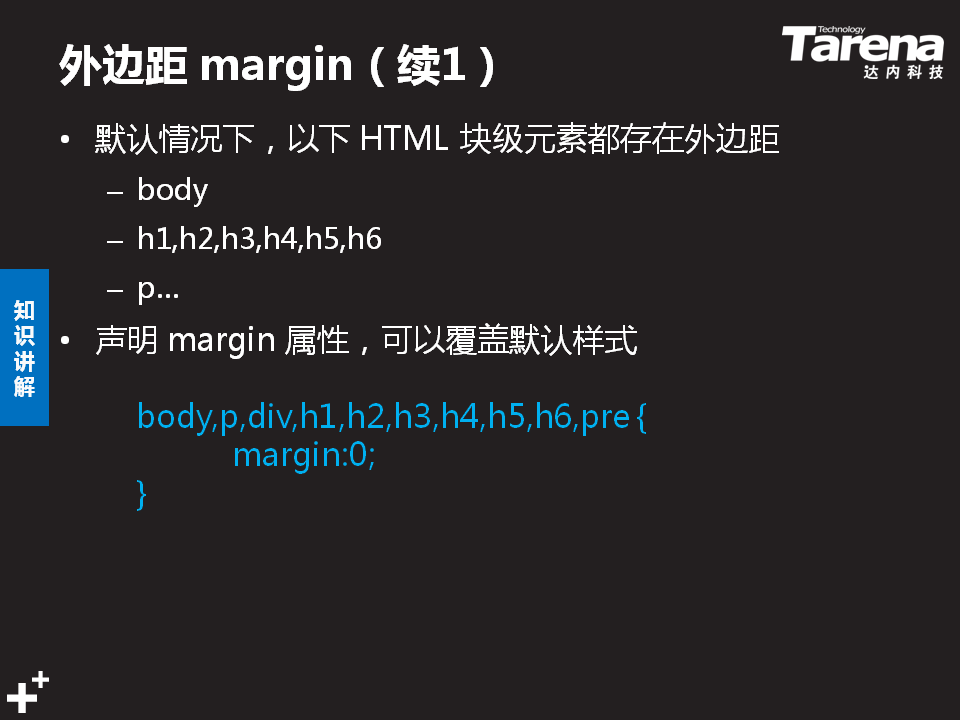 外边距 margin（续1）
Technology
Tarena
达内科技
• 默认情况下，以下 HTML 块级元素都存在外边距
– body
– h1,h2,h3,h4,h5,h6
– p...
知识讲解
• 声明 margin 属性，可以覆盖默认样式
body,p,div,h1,h2,h3,h4,h5,h6,pre{
margin:0;
}